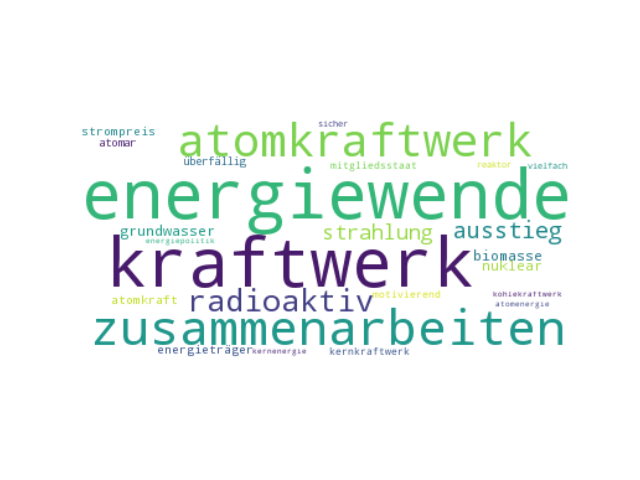 sicher
strompreis atomkraftwerk
atomar
überfällig mitgliedsstaat reaktor vielfach
energiewende
grundwasser strahlung ausstieg
energiepolitik
kraftwerk biomasse
nuklear
atomkraft radioaktiv motivierend kohlekraftwerk
atomenergie
zusammenarbeiten
energieträger kernenergie kernkraftwerk